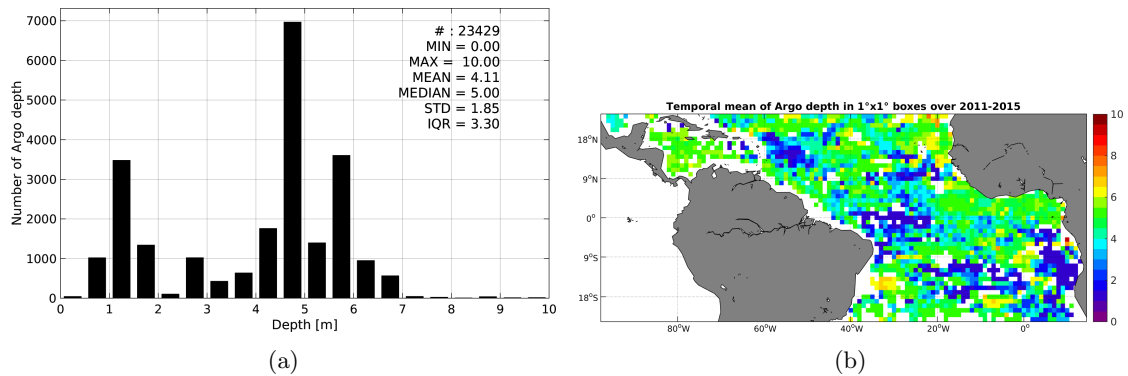 7000
6000
5000
4000
3000
2000
1000
0
Number of Argo depth
# : 23429
MIN = 0.00
MAX = 10.00
MEAN = 4.11
MEDIAN = 5.00
STD = 1.85
IQR = 3.30
0 1 2 3 4 5 6 7 8 9 10
Depth [m]
(a)
Temporal mean of Argo depth in 1°x1° boxes over 2011-2015
18°N
9°N
0°
9°S
18°S
80°W 60°W 40°W 20°W 0°
10
8
6
4
2
0
(b)